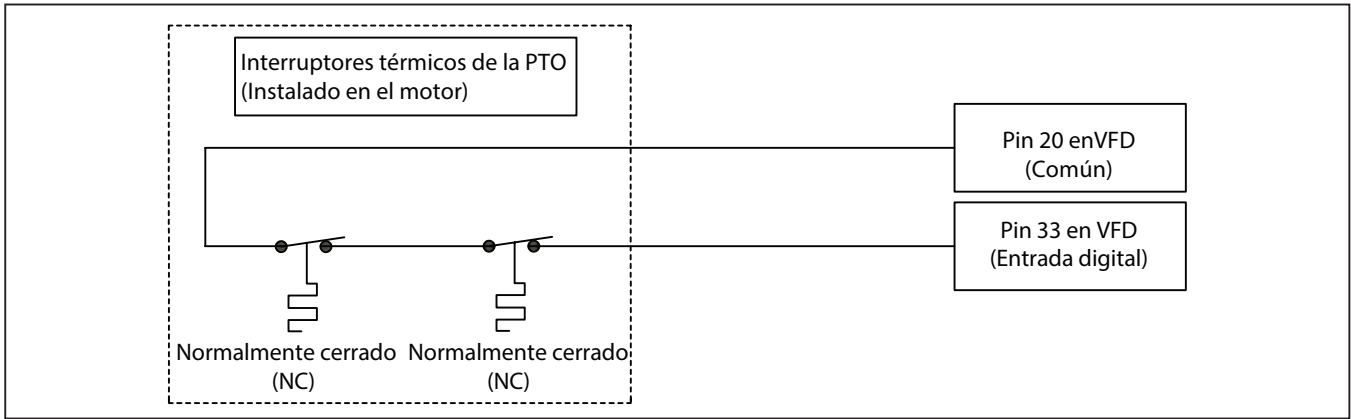 Interruptores térmicos de la PTO
(Instalado en el motor)
Pin 20 enVFD
(Común)
Pin 33 en VFD
(Entrada digital)
Normalmente cerrado
(NC)
Normalmente cerrado
(NC)